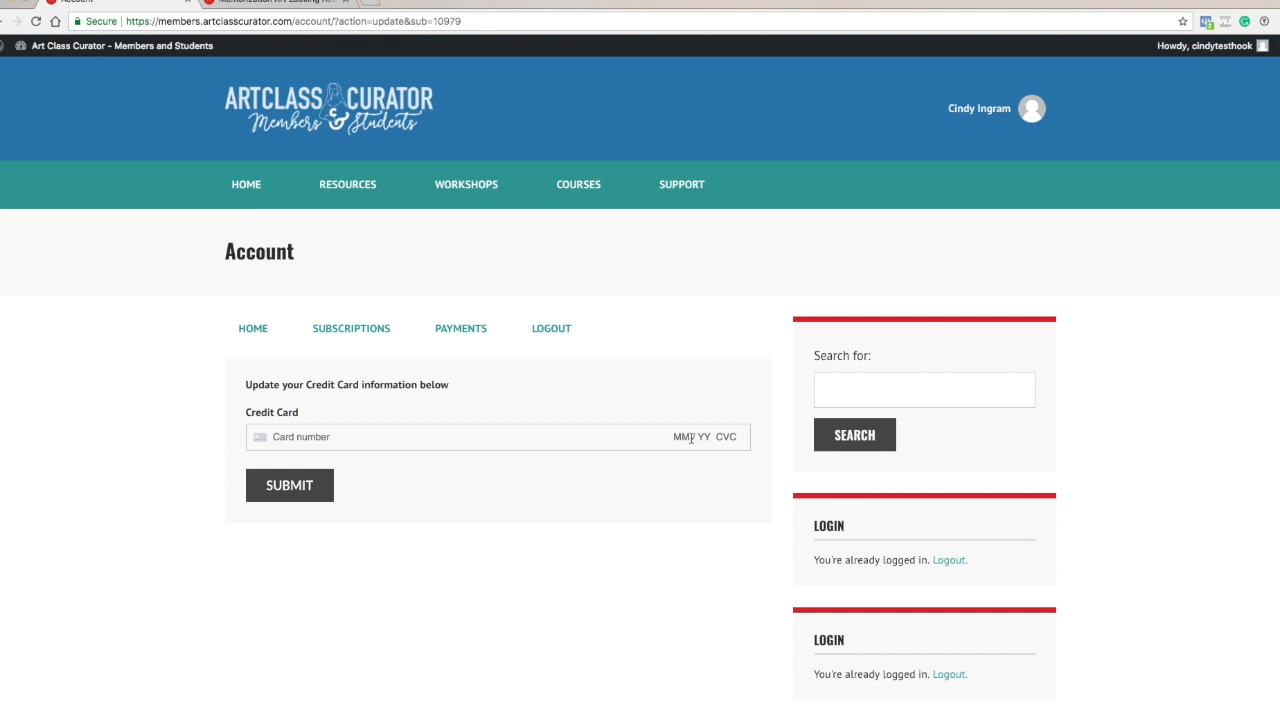 Account
Secure
https://members.artclasscurator.com/account/?action=update&sub=10979
Art Class Curator - Members and Students
Howdy, cindytesthook
ARTCLASS CURATOR
Members & Students
Cindy Ingram
HOME
RESOURCES
WORKSHOPS
COURSES
SUPPORT
Account
HOME
SUBSCRIPTIONS
PAYMENTS
LOGOUT
Update your Credit Card information below
Credit Card
Card number
MM / YY CVC
SUBMIT
Search for:
SEARCH
LOGIN
You're already logged in. Logout.
LOGIN
You're already logged in. Logout.